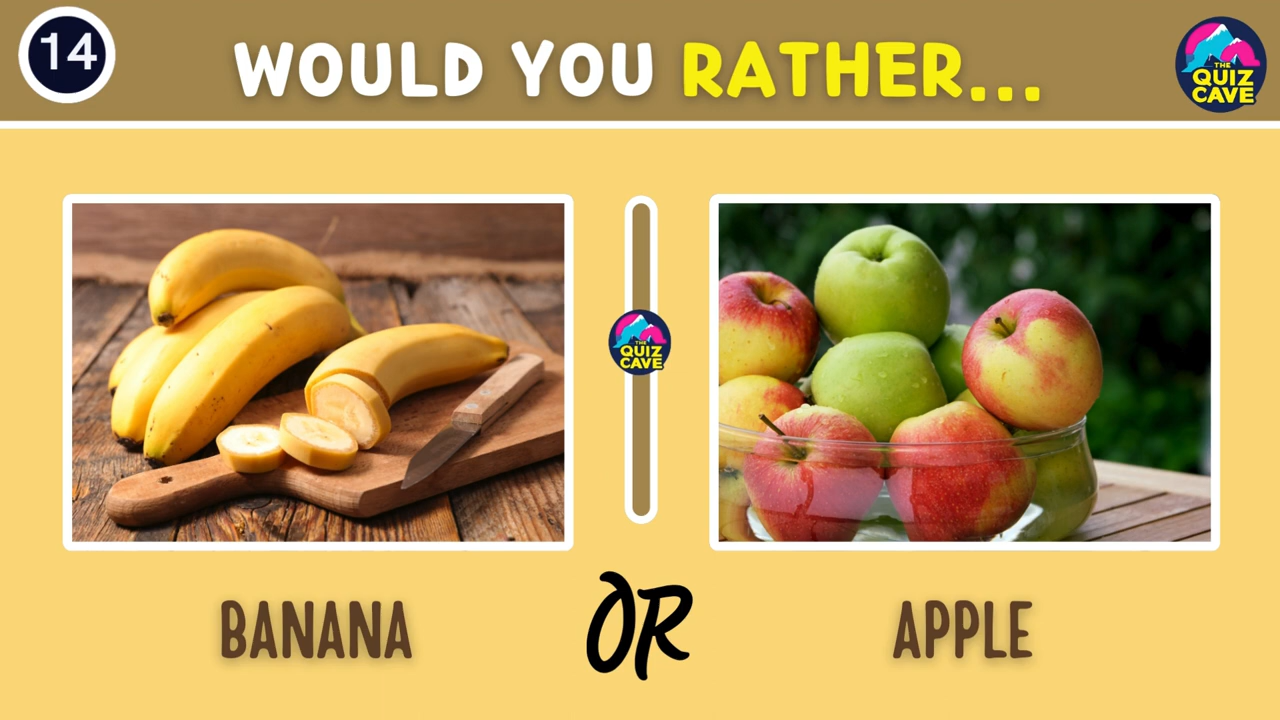 14
WOULD YOU RATHER...
THE
QUIZ
CAVE
THE
QUIZ
CAVE
BANANA
OR
APPLE